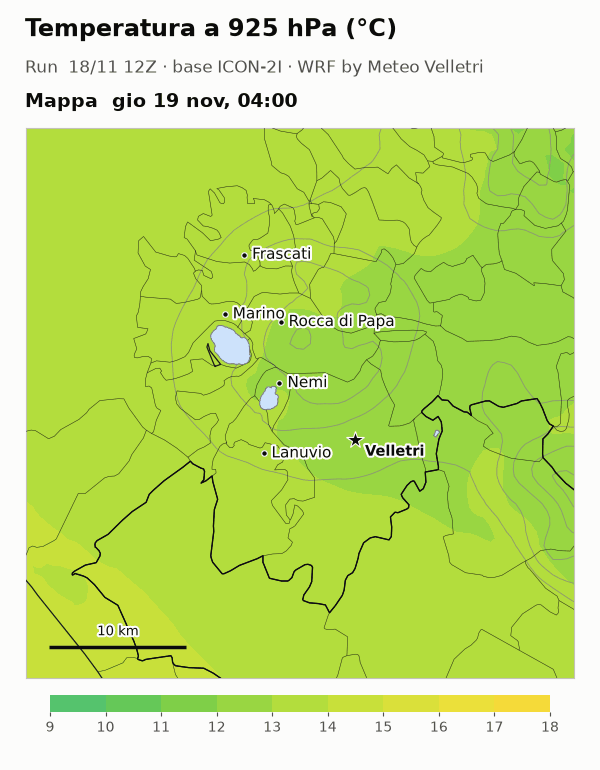 Temperatura a 925 hPa (°C)
Run  18/11 12Z · base ICON-2I · WRF by Meteo Velletri
Mappa  gio 19 nov, 04:00
Frascati
Marino
Rocca di Papa
Nemi
Velletri
Lanuvio
10 km
9 10 11 12 13 14 15 16 17 18